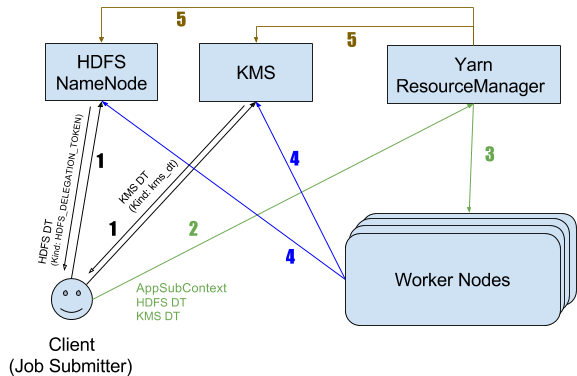 5
5
HDFS
NameNode
KMS
Yarn
ResourceManager
1
HDFS DT
(Kind: HDFS_DELEGATION_TOKEN)
KMS DT
(Kind: kms_dt)
1
2
4
3
4
AppSubContext
HDFS DT
KMS DT
Worker Nodes
Client
(Job Submitter)